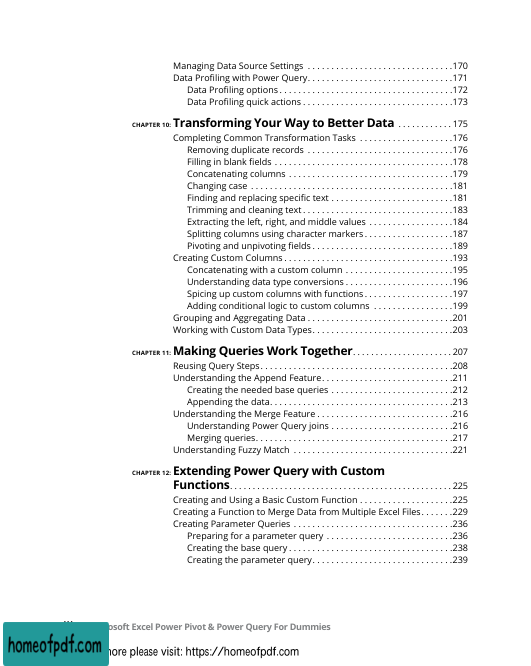 Managing Data Source Settings . . . . . . . . . . . . . . . . . . . . . . . . . . . . . . . .170
Data Profiling with Power Query. . . . . . . . . . . . . . . . . . . . . . . . . . . . . . . .171
Data Profiling options . . . . . . . . . . . . . . . . . . . . . . . . . . . . . . . . . . . . . .172
Data Profiling quick actions . . . . . . . . . . . . . . . . . . . . . . . . . . . . . . . . .173
CHAPTER 10: Transforming Your Way to Better Data . . . . . . . . . . . 175
Completing Common Transformation Tasks . . . . . . . . . . . . . . . . . . . . . .176
Removing duplicate records . . . . . . . . . . . . . . . . . . . . . . . . . . . . . . . . .176
Filling in blank fields . . . . . . . . . . . . . . . . . . . . . . . . . . . . . . . . . . . . . . . .178
Concatenating columns . . . . . . . . . . . . . . . . . . . . . . . . . . . . . . . . . . . . .179
Changing case . . . . . . . . . . . . . . . . . . . . . . . . . . . . . . . . . . . . . . . . . . . . .181
Finding and replacing specific text . . . . . . . . . . . . . . . . . . . . . . . . . . . .181
Trimming and cleaning text . . . . . . . . . . . . . . . . . . . . . . . . . . . . . . . . . .183
Extracting the left, right, and middle values . . . . . . . . . . . . . . . . . . . .184
Splitting columns using character markers . . . . . . . . . . . . . . . . . . . . .187
Pivoting and unpivoting fields . . . . . . . . . . . . . . . . . . . . . . . . . . . . . . . .189
Creating Custom Columns . . . . . . . . . . . . . . . . . . . . . . . . . . . . . . . . . . . . .193
Concatenating with a custom column . . . . . . . . . . . . . . . . . . . . . . . . .195
Understanding data type conversions . . . . . . . . . . . . . . . . . . . . . . . . .196
Spicing up custom columns with functions . . . . . . . . . . . . . . . . . . . . .197
Adding conditional logic to custom columns . . . . . . . . . . . . . . . . . . .199
Grouping and Aggregating Data . . . . . . . . . . . . . . . . . . . . . . . . . . . . . . . .201
Working with Custom Data Types. . . . . . . . . . . . . . . . . . . . . . . . . . . . . . .203
CHAPTER 11: Making Queries Work Together. . . . . . . . . . . . . . . . . . . . 207
Reusing Query Steps. . . . . . . . . . . . . . . . . . . . . . . . . . . . . . . . . . . . . . . . . .208
Understanding the Append Feature. . . . . . . . . . . . . . . . . . . . . . . . . . . . .211
Creating the needed base queries . . . . . . . . . . . . . . . . . . . . . . . . . . . .212
Appending the data. . . . . . . . . . . . . . . . . . . . . . . . . . . . . . . . . . . . . . . . .213
Understanding the Merge Feature . . . . . . . . . . . . . . . . . . . . . . . . . . . . . .216
Understanding Power Query joins . . . . . . . . . . . . . . . . . . . . . . . . . . . .216
Merging queries. . . . . . . . . . . . . . . . . . . . . . . . . . . . . . . . . . . . . . . . . . . .217
Understanding Fuzzy Match . . . . . . . . . . . . . . . . . . . . . . . . . . . . . . . . . . . .221
CHAPTER 12: Extending Power Query with Custom
Functions. . . . . . . . . . . . . . . . . . . . . . . . . . . . . . . . . . . . . . . . . . . . . . . 225
Creating and Using a Basic Custom Function . . . . . . . . . . . . . . . . . . . . .225
Creating a Function to Merge Data from Multiple Excel Files. . . . . . .229
Creating Parameter Queries . . . . . . . . . . . . . . . . . . . . . . . . . . . . . . . . . . .236
Preparing for a parameter query . . . . . . . . . . . . . . . . . . . . . . . . . . . . .236
Creating the base query . . . . . . . . . . . . . . . . . . . . . . . . . . . . . . . . . . . . .238
Creating the parameter query. . . . . . . . . . . . . . . . . . . . . . . . . . . . . . . .239
osoft Excel Power Pivot & Power Query For Dummies
homeofpdf.com
more please visit: https://homeofpdf.com